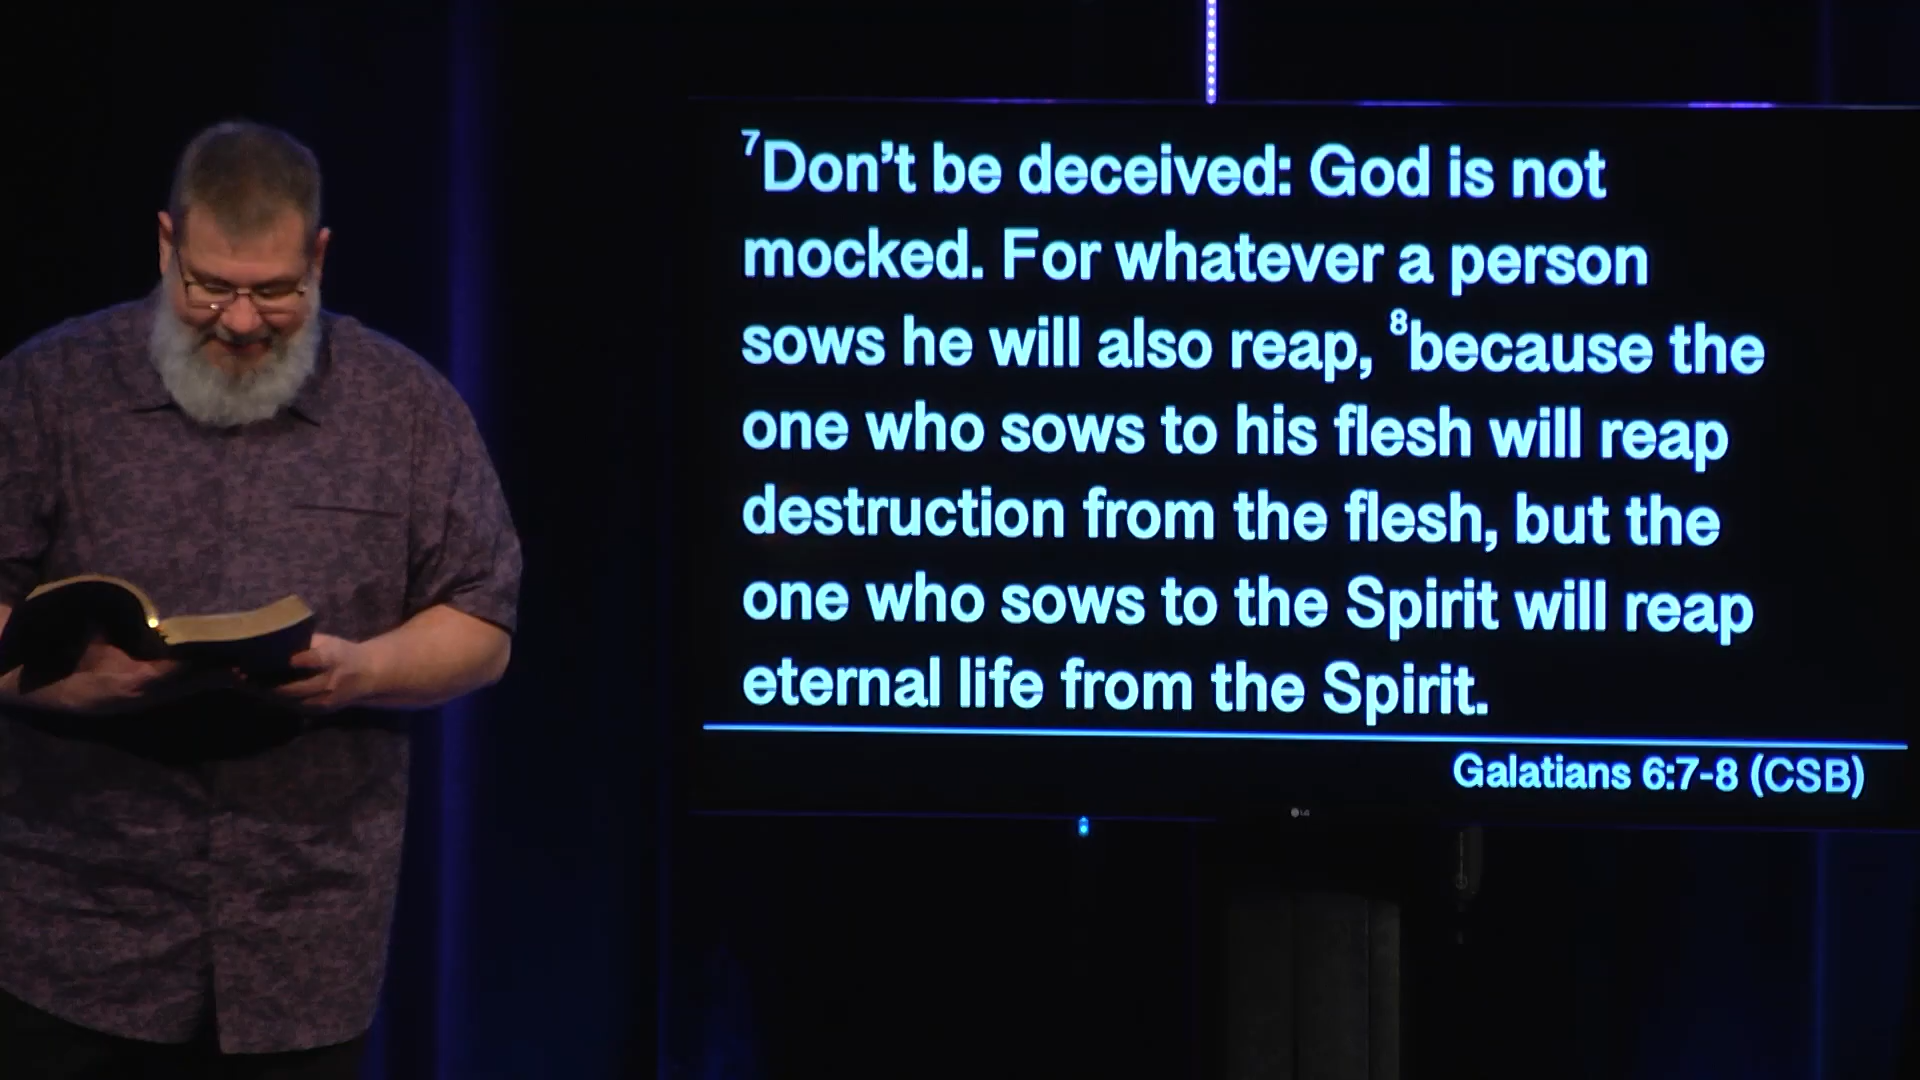 ⁷Don’t be deceived: God is not
mocked. For whatever a person
sows he will also reap, ⁸because the
one who sows to his flesh will reap
destruction from the flesh, but the
one who sows to the Spirit will reap
eternal life from the Spirit.
Galatians 6:7-8 (CSB)
LG